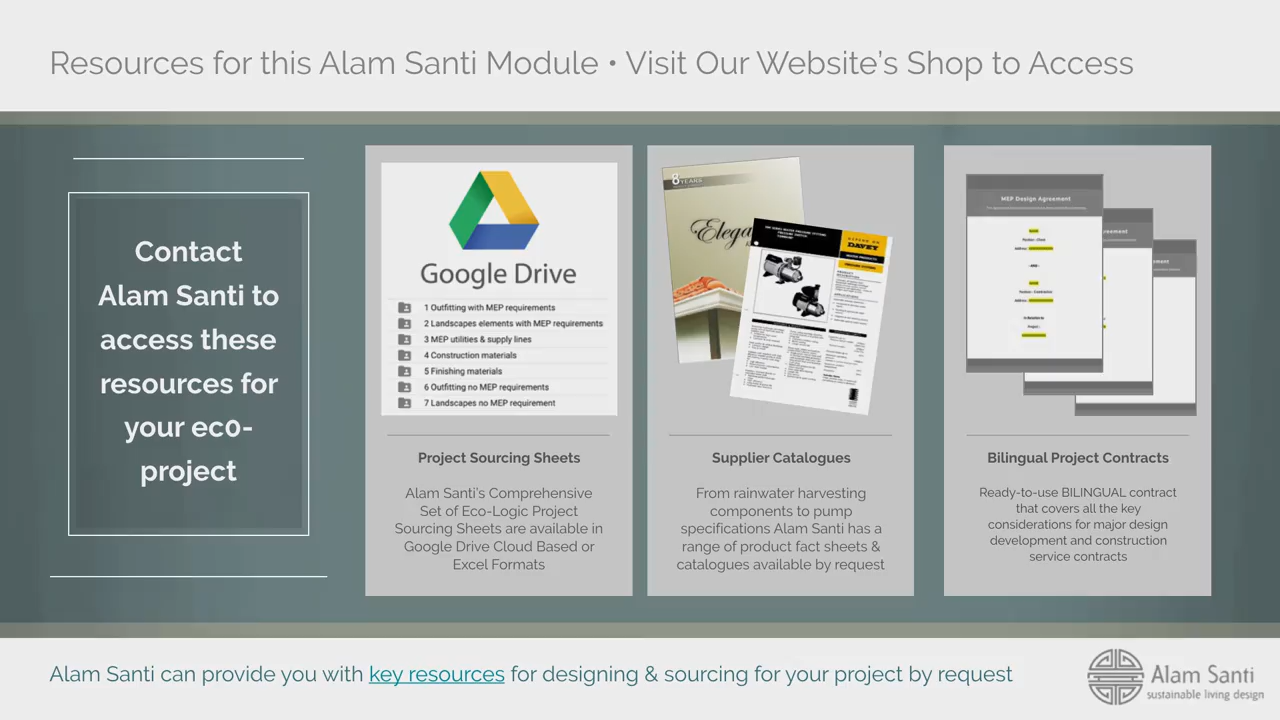 Resources for this Alam Santi Module • Visit Our Website's Shop to Access
Contact
Alam Santi to
access these
resources for
your ec0-
project
Google Drive
1 Outfitting with MEP requirements
2 Landscapes elements with MEP requirements
3 MEP utilities & supply lines
4 Construction materials
5 Finishing materials
6 Outfitting no MEP requirements
7 Landscapes no MEP requirement
Project Sourcing Sheets
Alam Santi's Comprehensive
Set of Eco-Logic Project
Sourcing Sheets are available in
Google Drive Cloud Based or
Excel Formats
8 YEARS
Elega
DAVEY
Supplier Catalogues
From rainwater harvesting
components to pump
specifications Alam Santi has a
range of product fact sheets &
catalogues available by request
MEP Design Agreement
Bilingual Project Contracts
Ready-to-use BILINGUAL contract
that covers all the key
considerations for major design
development and construction
service contracts
Alam Santi can provide you with key resources for designing & sourcing for your project by request
Alam Santi
sustainable living design